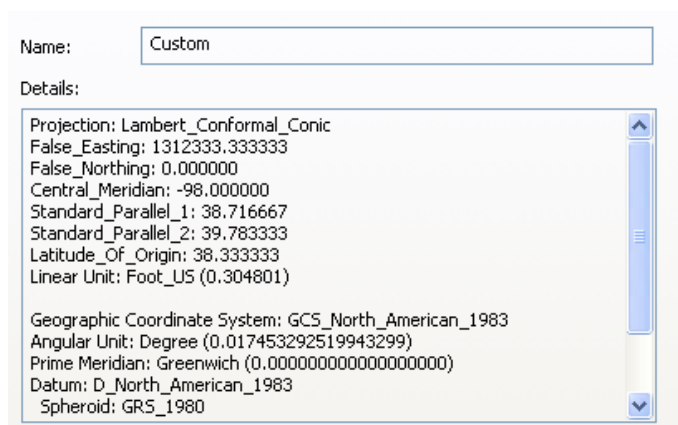 Name: Custom
Details:
Projection: Lambert_Conformal_Conic
False_Easting: 1312333.333333
False_Northing: 0.000000
Central_Meridian: -98.000000
Standard_Parallel_1: 38.716667
Standard_Parallel_2: 39.783333
Latitude_Of_Origin: 38.333333
Linear Unit: Foot_US (0.304801)
Geographic Coordinate System: GCS_North_American_1983
Angular Unit: Degree (0.017453292519943299)
Prime Meridian: Greenwich (0.000000000000000000)
Datum: D_North_American_1983
Spheroid: GRS_1980